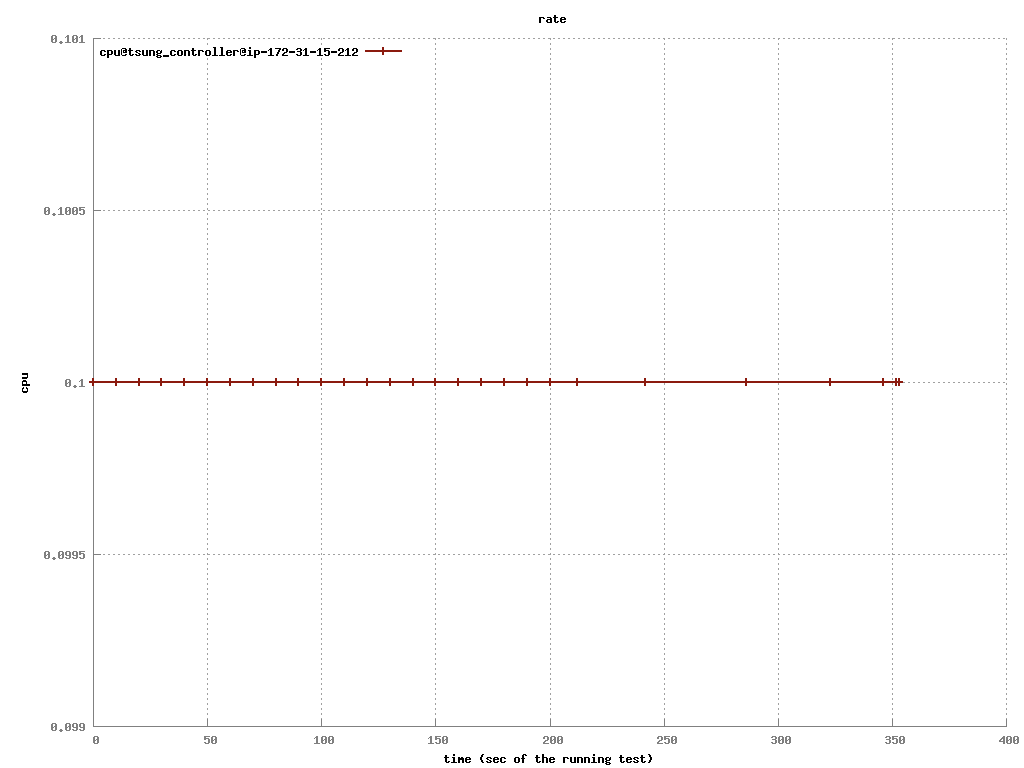 rate
0.101
cpu@tsung_controller@ip-172-31-15-212
0.1005
cpu
0.1
0.0995
0.099
0 50 100 150 200 250 300 350 400
time (sec of the running test)